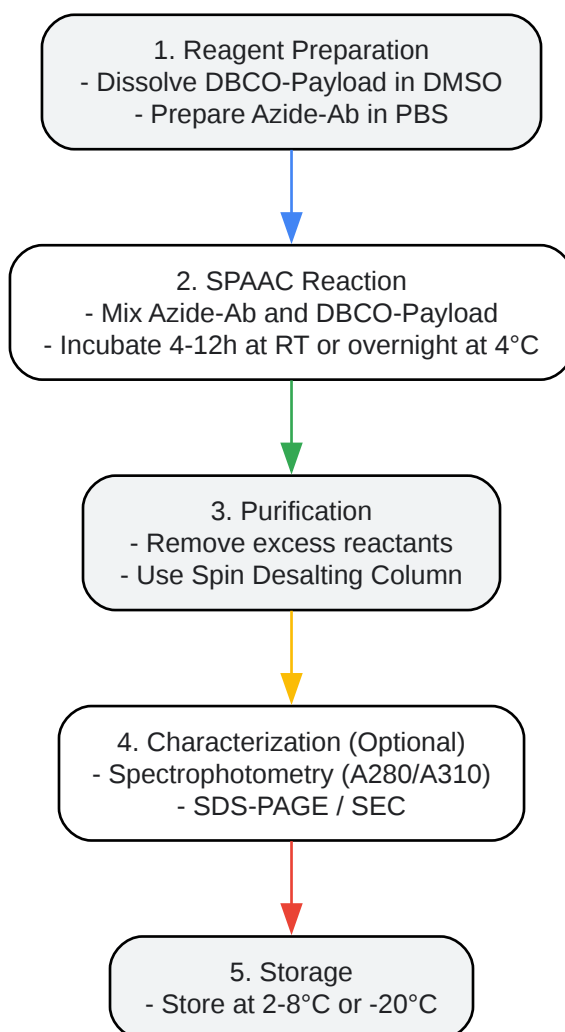 1. Reagent Preparation
- Dissolve DBCO-Payload in DMSO
- Prepare Azide-Ab in PBS
2. SPAAC Reaction
- Mix Azide-Ab and DBCO-Payload
- Incubate 4-12h at RT or overnight at 4°C
3. Purification
- Remove excess reactants
- Use Spin Desalting Column
4. Characterization (Optional)
- Spectrophotometry (A280/A310)
- SDS-PAGE / SEC
5. Storage
- Store at 2-8°C or -20°C